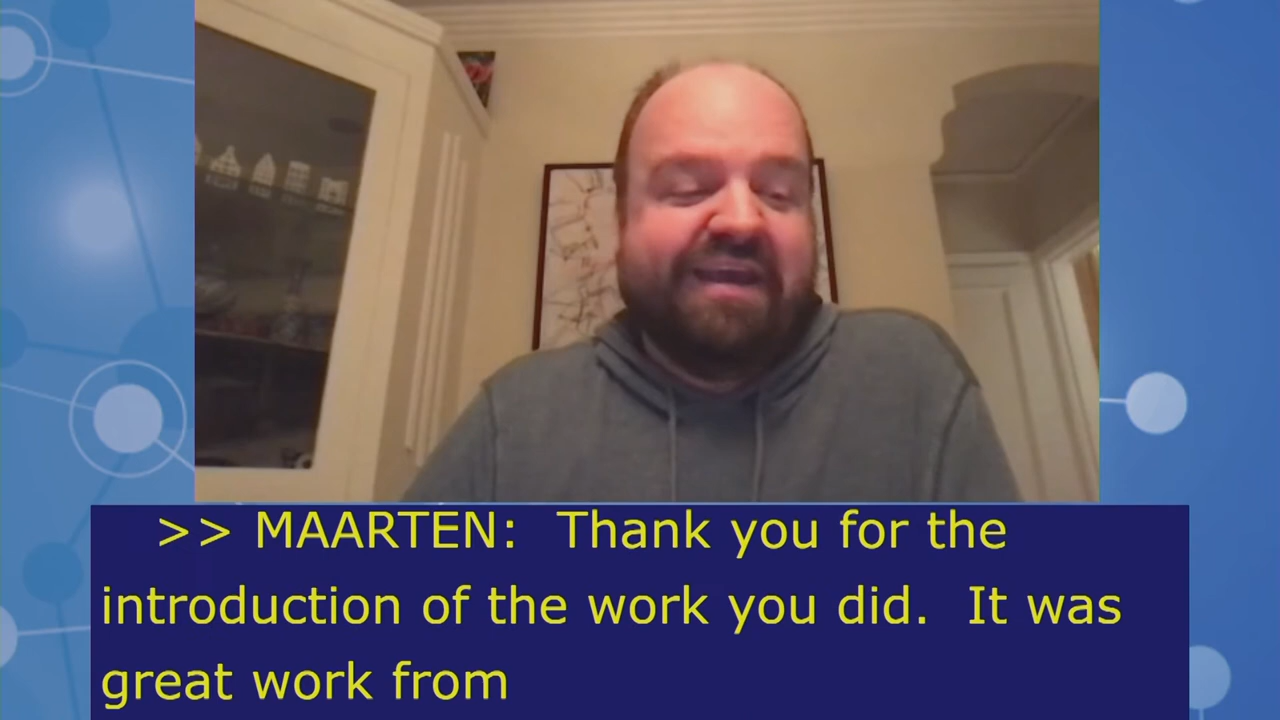 >> MAARTEN: Thank you for the
introduction of the work you did. It was
great work from